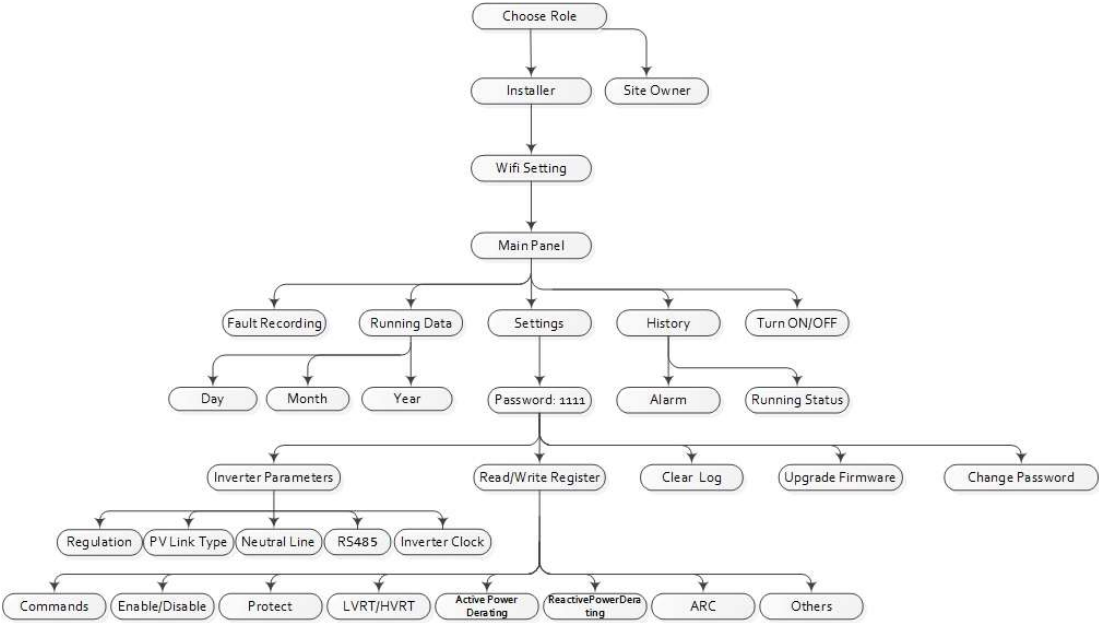 Choose Role
Installer
Site Owner
Wifi Setting
Main Panel
Fault Recording
Running Data
Settings
History
Turn ON/OFF
Day
Month
Year
Password: 1111
Alarm
Running Status
Inverter Parameters
Read/Write Register
Clear Log
Upgrade Firmware
Change Password
Regulation
PV Link Type
Neutral Line
RS485
Inverter Clock
Commands
Enable/Disable
Protect
LVRT/HVRT
Active Power
Derating
ReactivePowerDera
ting
ARC
Others